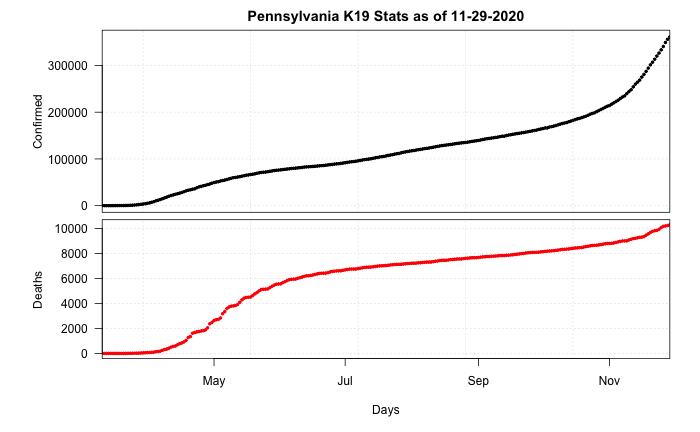 Pennsylvania K19 Stats as of 11-29-2020
300000
200000
100000
0
Confirmed
10000
8000
6000
4000
2000
0
Deaths
May Jul Sep Nov
Days